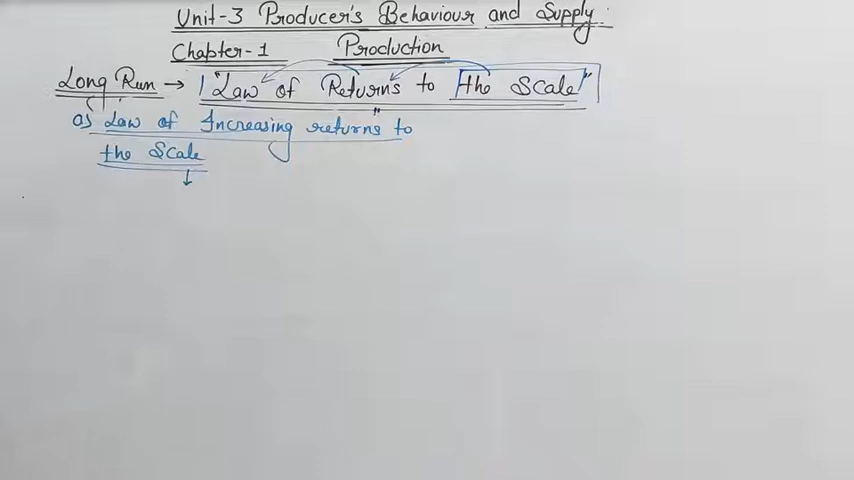 Unit-3 Producer's Behaviour and Supply.
Chapter-1 Production
Long Run → "Law of Returns to the Scale"
as Law of Increasing returns" to
the Scale
↓